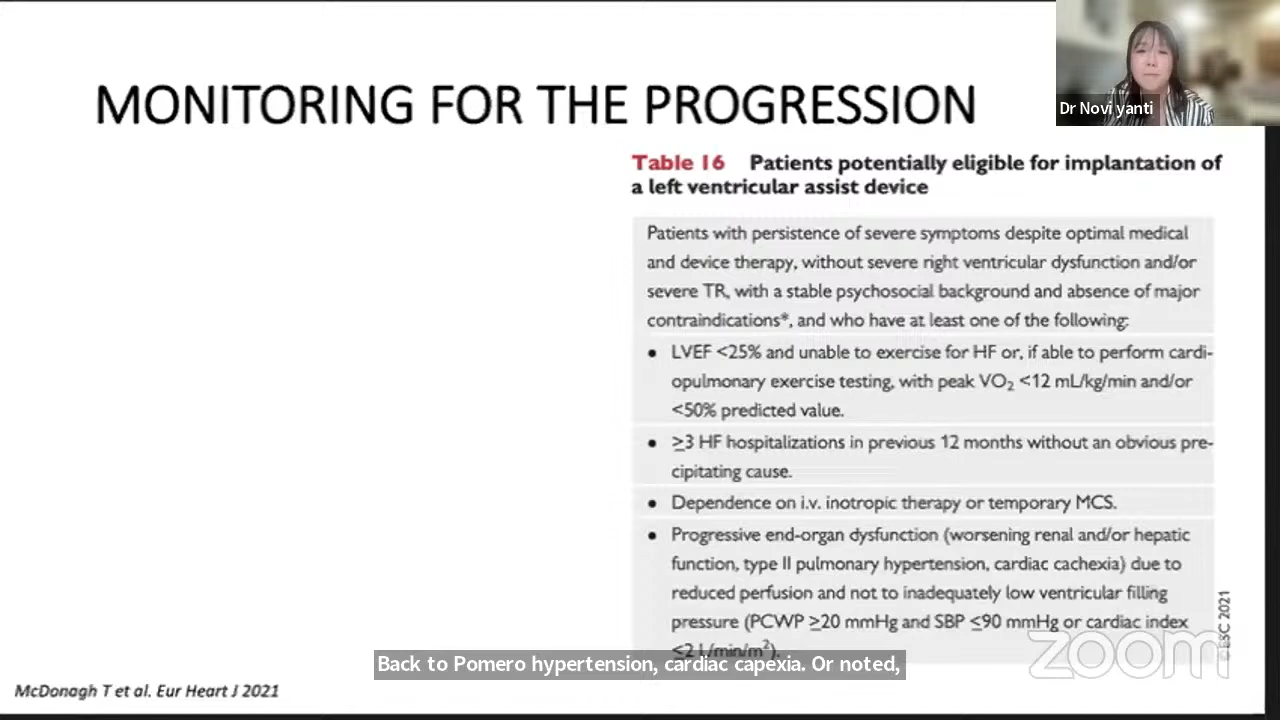 MONITORING FOR THE PROGRESSION
Dr Novi yanti
Table 16 Patients potentially eligible for implantation of
a left ventricular assist device
Patients with persistence of severe symptoms despite optimal medical
and device therapy, without severe right ventricular dysfunction and/or
severe TR, with a stable psychosocial background and absence of major
contraindications*, and who have at least one of the following:
• LVEF <25% and unable to exercise for HF or, if able to perform cardi-
opulmonary exercise testing, with peak VO₂ <12 mL/kg/min and/or
<50% predicted value.
• ≥3 HF hospitalizations in previous 12 months without an obvious pre-
cipitating cause.
• Dependence on i.v. inotropic therapy or temporary MCS.
• Progressive end-organ dysfunction (worsening renal and/or hepatic
function, type II pulmonary hypertension, cardiac cachexia) due to
reduced perfusion and not to inadequately low ventricular filling
pressure (PCWP ≥20 mmHg and SBP ≤90 mmHg or cardiac index
≤2 L/min/m²).
©ESC 2021
zoom
Back to Pomero hypertension, cardiac capexia. Or noted,
McDonagh T et al. Eur Heart J 2021